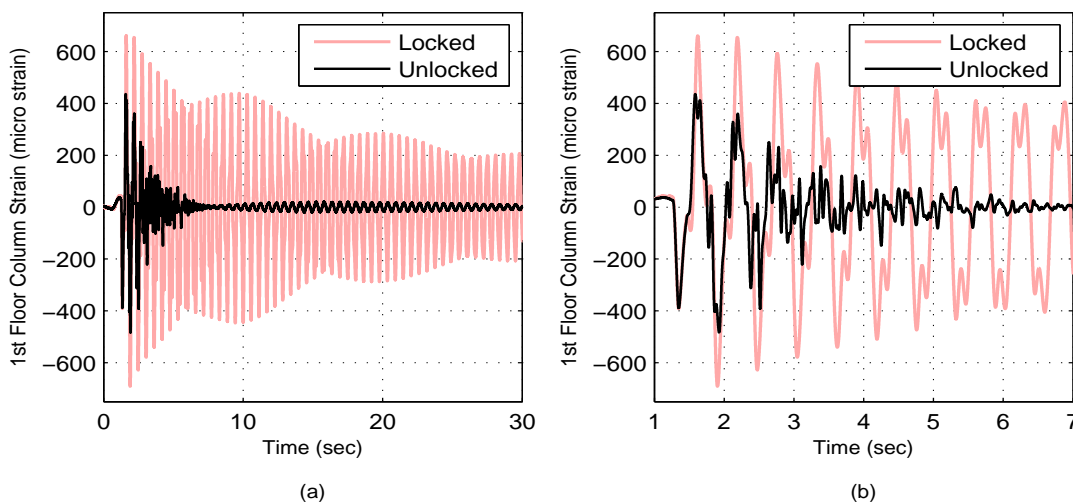 600
400
200
0
−200
−400
−600
0
10
20
30
1st Floor Column Strain (micro strain)
Time (sec)
Locked
Unlocked
(a)
600
400
200
0
−200
−400
−600
1
2
3
4
5
6
7
1st Floor Column Strain (micro strain)
Time (sec)
Locked
Unlocked
(b)